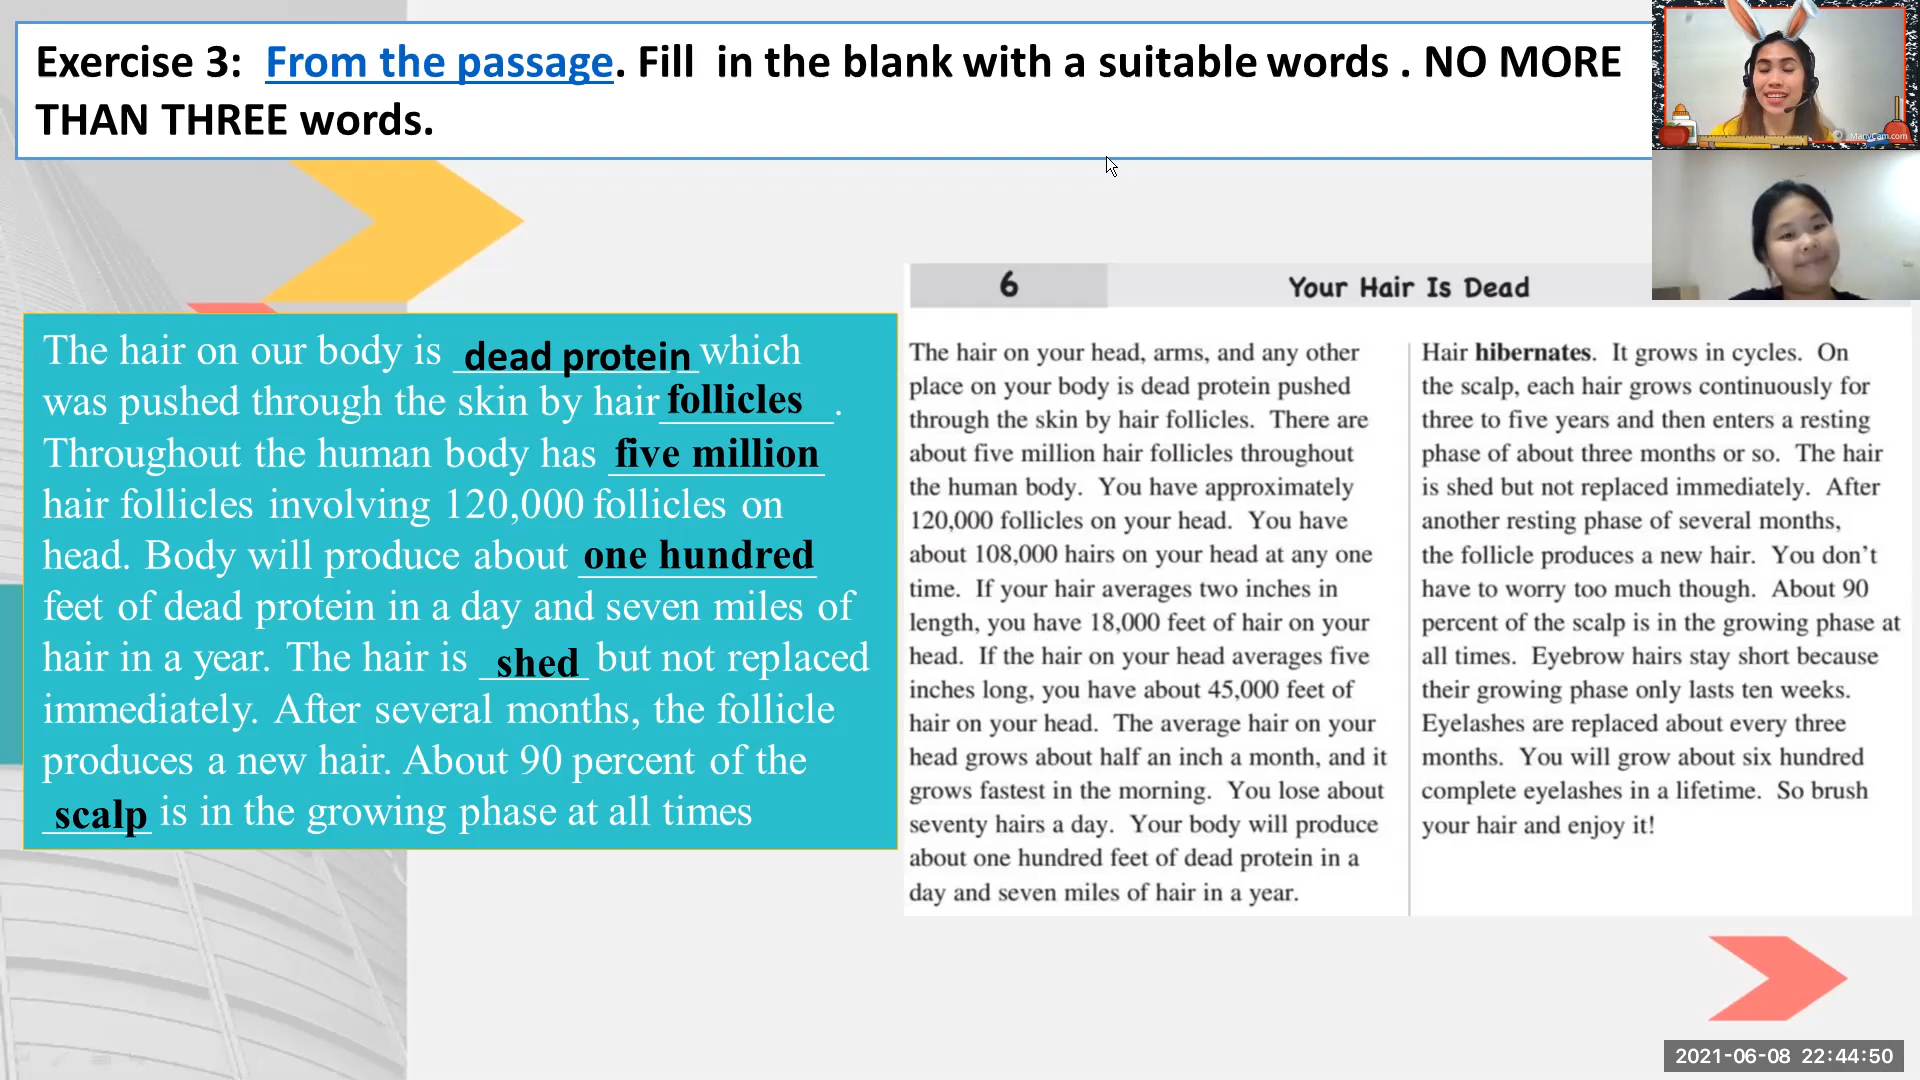 Exercise 3: From the passage. Fill in the blank with a suitable words . NO MORE
THAN THREE words.
ManyCam.com
The hair on our body is dead protein which
was pushed through the skin by hair follicles.
Throughout the human body has five million
hair follicles involving 120,000 follicles on
head. Body will produce about one hundred
feet of dead protein in a day and seven miles of
hair in a year. The hair is shed but not replaced
immediately. After several months, the follicle
produces a new hair. About 90 percent of the
scalp is in the growing phase at all times
6 Your Hair Is Dead
The hair on your head, arms, and any other
place on your body is dead protein pushed
through the skin by hair follicles. There are
about five million hair follicles throughout
the human body. You have approximately
120,000 follicles on your head. You have
about 108,000 hairs on your head at any one
time. If your hair averages two inches in
length, you have 18,000 feet of hair on your
head. If the hair on your head averages five
inches long, you have about 45,000 feet of
hair on your head. The average hair on your
head grows about half an inch a month, and it
grows fastest in the morning. You lose about
seventy hairs a day. Your body will produce
about one hundred feet of dead protein in a
day and seven miles of hair in a year.
Hair hibernates. It grows in cycles. On
the scalp, each hair grows continuously for
three to five years and then enters a resting
phase of about three months or so. The hair
is shed but not replaced immediately. After
another resting phase of several months,
the follicle produces a new hair. You don't
have to worry too much though. About 90
percent of the scalp is in the growing phase at
all times. Eyebrow hairs stay short because
their growing phase only lasts ten weeks.
Eyelashes are replaced about every three
months. You will grow about six hundred
complete eyelashes in a lifetime. So brush
your hair and enjoy it!
2021-06-08 22:44:50